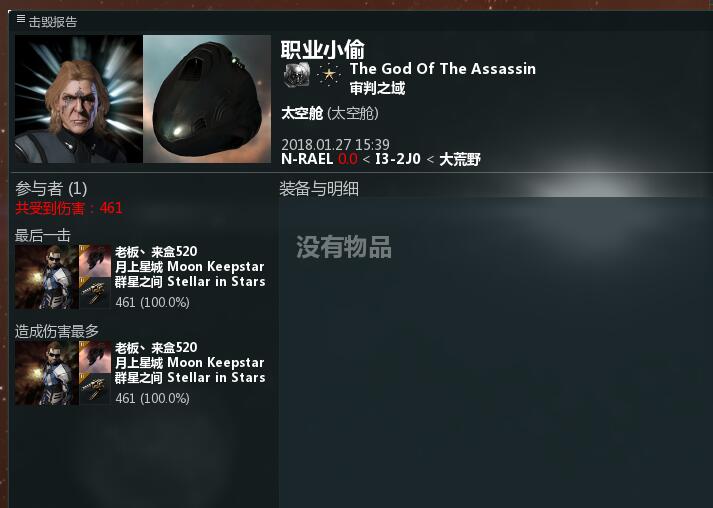 击毁报告
职业小偷
The God Of The Assassin
审判之域
太空舱 (太空舱)
2018.01.27 15:39
N-RAEL 0.0 < I3-2J0 < 大荒野
参与者 (1)
共受到伤害：461
装备与明细
没有物品
最后一击
老板、来盒520
月上星城 Moon Keepstar
群星之间 Stellar in Stars
461 (100.0%)
造成伤害最多
老板、来盒520
月上星城 Moon Keepstar
群星之间 Stellar in Stars
461 (100.0%)